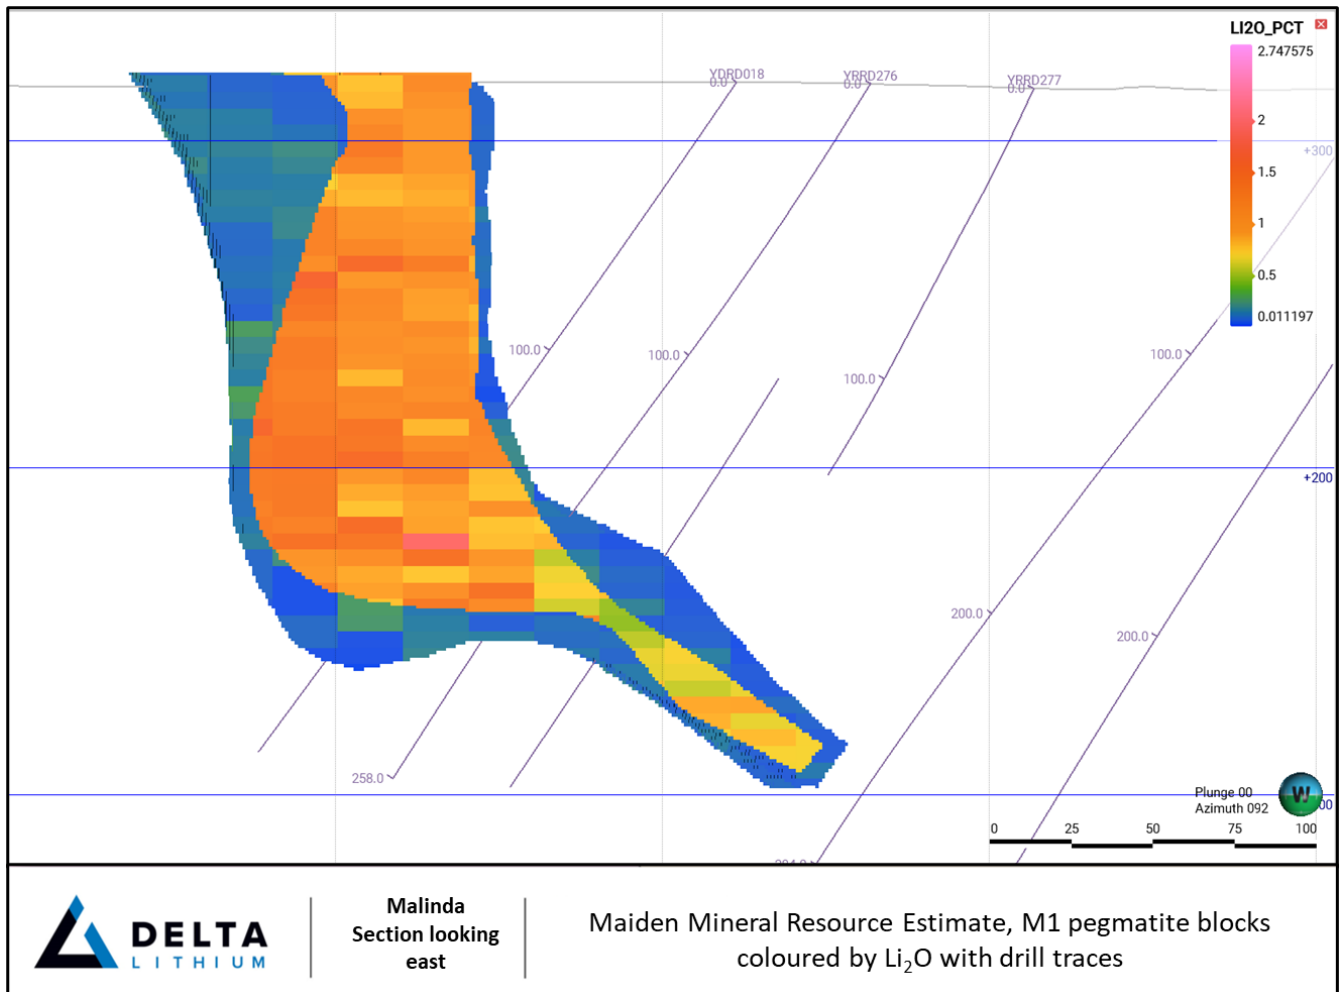 LI2O_PCT
2.747575
2
1.5
1
0.5
0.011197
YDRD018
0.0
YRRD276
0.0
YRRD277
0.0
+300
100.0
100.0
100.0
100.0
+200
200.0
200.0
258.0
Plunge 00
Azimuth 092
W
00
0 25 50 75 100
DELTA
LITHIUM
Malinda
Section looking
east
Maiden Mineral Resource Estimate, M1 pegmatite blocks
coloured by Li₂O with drill traces